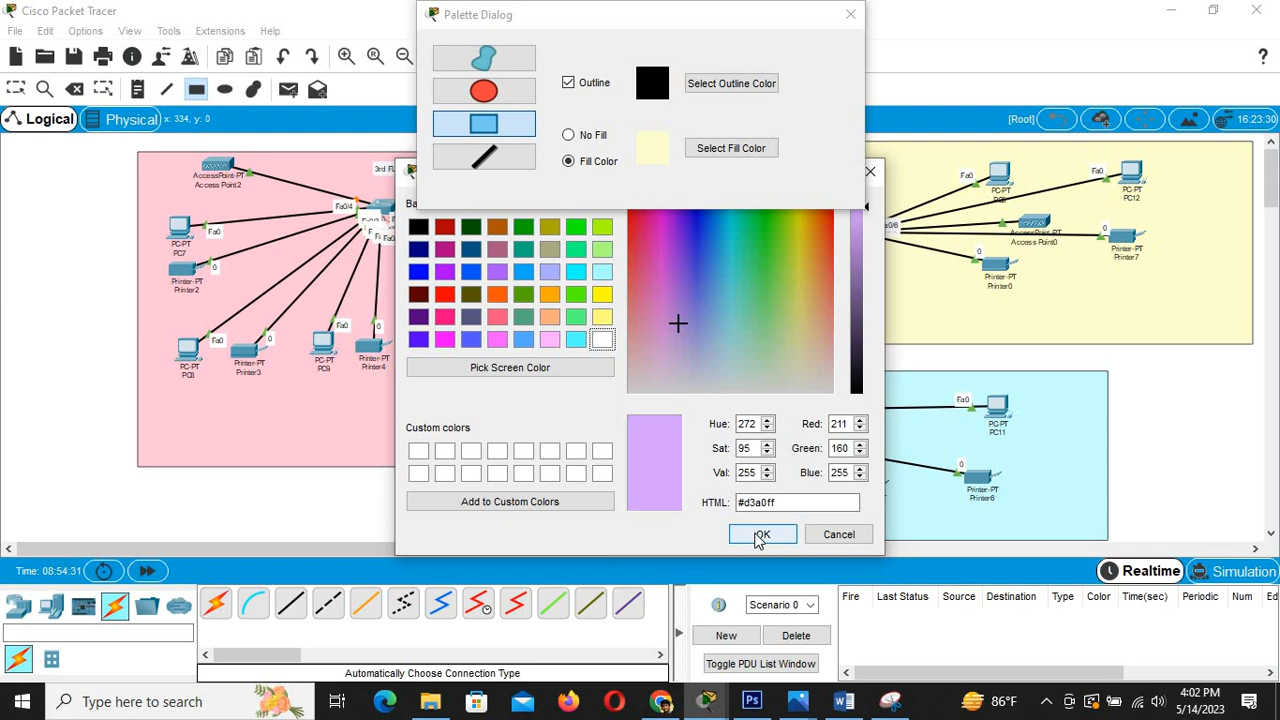 Cisco Packet Tracer
Palette Dialog
File Edit Options View Tools Extensions Help
Outline
Select Outline Color
No Fill
Fill Color
Select Fill Color
Logical
Physical
x: 334, y: 0
[Root]
16:23:30
AccessPoint-PT
Access Point2
3rd
Fa0/4
PC-PT
PC7
Fa0
Printer-PT
Printer2
0
PC-PT
PC8
Fa0
Printer-PT
Printer3
0
PC-PT
PC9
Fa0
Printer-PT
Printer4
0
Fa0
PC-PT
Fa0
PC-PT
PC12
AccessPoint-PT
Access Point0
0
Printer-PT
Printer7
0
Printer-PT
Printer0
Fa0
PC-PT
PC11
0
Printer-PT
Printer6
Pick Screen Color
Custom colors
Add to Custom Colors
Hue: 272
Red: 211
Sat: 95
Green: 160
Val: 255
Blue: 255
HTML: #d3a0ff
OK
Cancel
Time: 08:54:31
Realtime
Simulation
Scenario 0
New
Delete
Toggle PDU List Window
Fire Last Status Source Destination Type Color Time(sec) Periodic Num Ed
Automatically Choose Connection Type
Type here to search
86°F
4:02 PM
5/14/2023